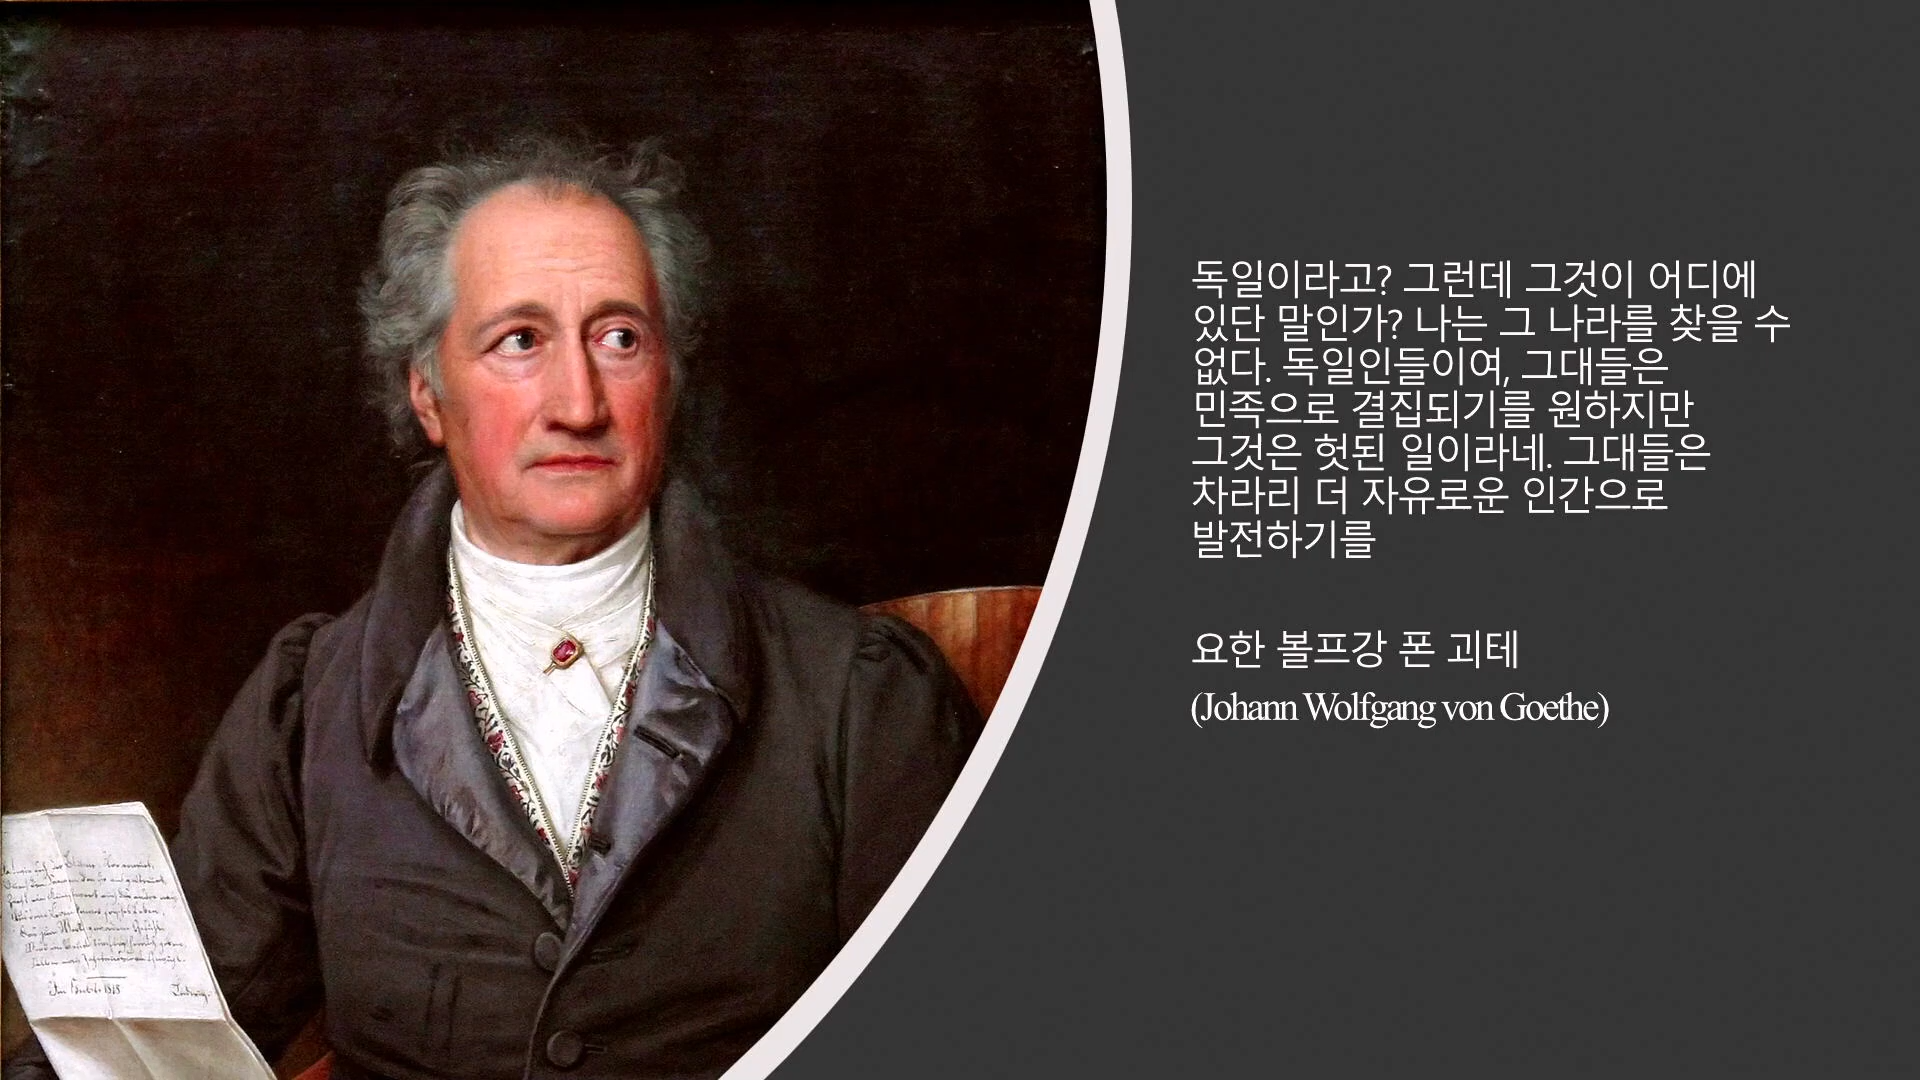 독일이라고? 그런데 그것이 어디에
있단 말인가? 나는 그 나라를 찾을 수
없다. 독일인들이여, 그대들은
민족으로 결집되기를 원하지만
그것은 헛된 일이라네. 그대들은
차라리 더 자유로운 인간으로
발전하기를
요한 볼프강 폰 괴테
(Johann Wolfgang von Goethe)